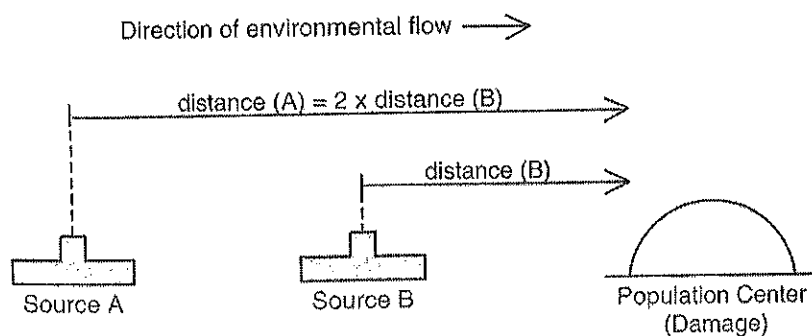 Direction of environmental flow
distance (A) = 2 x distance (B)
distance (B)
Source A
Source B
Population Center
(Damage)